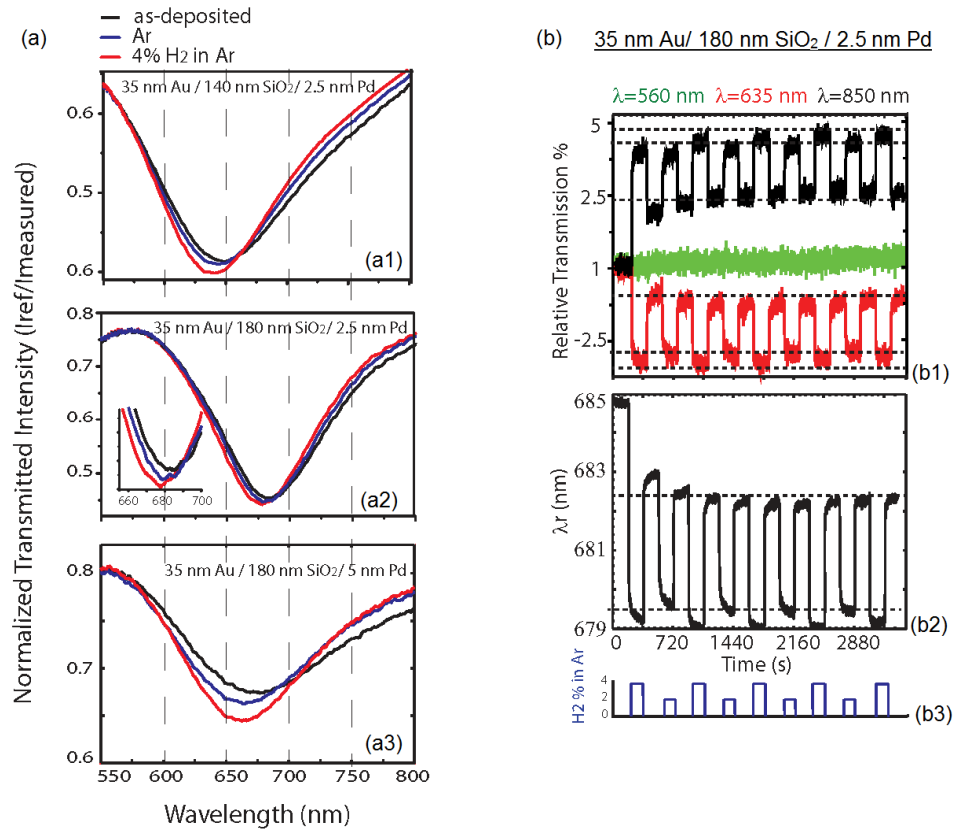 as-deposited
Ar
4% H2 in Ar
(a)
35 nm Au / 140 nm SiO2/ 2.5 nm Pd
0.6
0.5
0.6
(a1)
0.8
35 nm Au/ 180 nm SiO2/ 2.5 nm Pd
0.7
0.6
0.5
660 680 700
(a2)
35 nm Au/ 180 nm SiO2/ 5 nm Pd
0.8
0.7
0.6
(a3)
550 600 650 700 750 800
Wavelength (nm)
Normalized Transmitted Intensity (Iref/Imeasured)
(b) 35 nm Au/ 180 nm SiO2 / 2.5 nm Pd
λ=560 nm λ=635 nm λ=850 nm
5
2.5
1
-2.5
Relative Transmission %
(b1)
685
683
681
679
λr (nm)
(b2)
0 720 1440 2160 2880
Time (s)
4
2
0
H2 % in Ar
(b3)